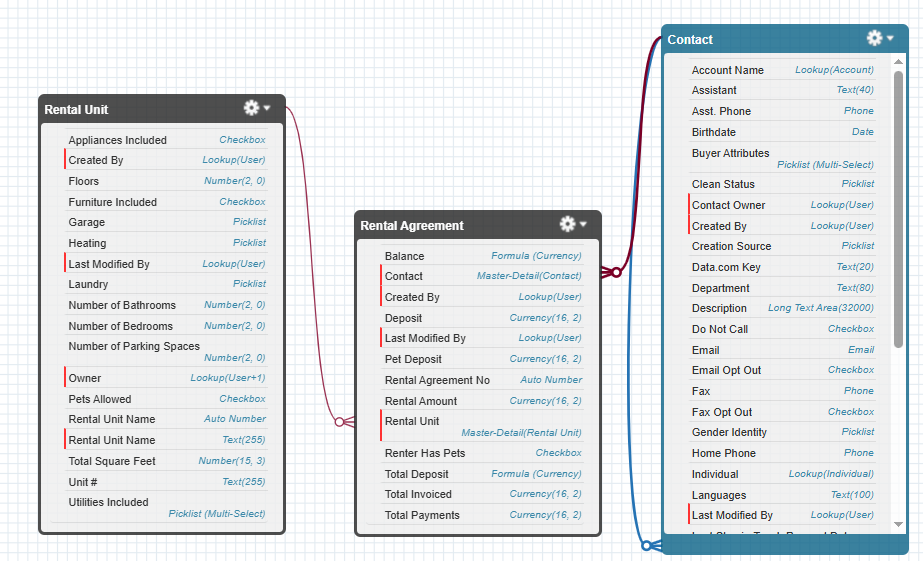 Rental Unit
Appliances Included Checkbox
Created By Lookup(User)
Floors Number(2, 0)
Furniture Included Checkbox
Garage Picklist
Heating Picklist
Last Modified By Lookup(User)
Laundry Picklist
Number of Bathrooms Number(2, 0)
Number of Bedrooms Number(2, 0)
Number of Parking Spaces
Number(2, 0)
Owner Lookup(User+1)
Pets Allowed Checkbox
Rental Unit Name Auto Number
Rental Unit Name Text(255)
Total Square Feet Number(15, 3)
Unit # Text(255)
Utilities Included
Picklist (Multi-Select)
Rental Agreement
Balance Formula (Currency)
Contact Master-Detail(Contact)
Created By Lookup(User)
Deposit Currency(16, 2)
Last Modified By Lookup(User)
Pet Deposit Currency(16, 2)
Rental Agreement No Auto Number
Rental Amount Currency(16, 2)
Rental Unit
Master-Detail(Rental Unit)
Renter Has Pets Checkbox
Total Deposit Formula (Currency)
Total Invoiced Currency(16, 2)
Total Payments Currency(16, 2)
Contact
Account Name Lookup(Account)
Assistant Text(40)
Asst. Phone Phone
Birthdate Date
Buyer Attributes
Picklist (Multi-Select)
Clean Status Picklist
Contact Owner Lookup(User)
Created By Lookup(User)
Creation Source Picklist
Data.com Key Text(20)
Department Text(80)
Description Long Text Area(32000)
Do Not Call Checkbox
Email Email
Email Opt Out Checkbox
Fax Phone
Fax Opt Out Checkbox
Gender Identity Picklist
Home Phone Phone
Individual Lookup(Individual)
Languages Text(100)
Last Modified By Lookup(User)